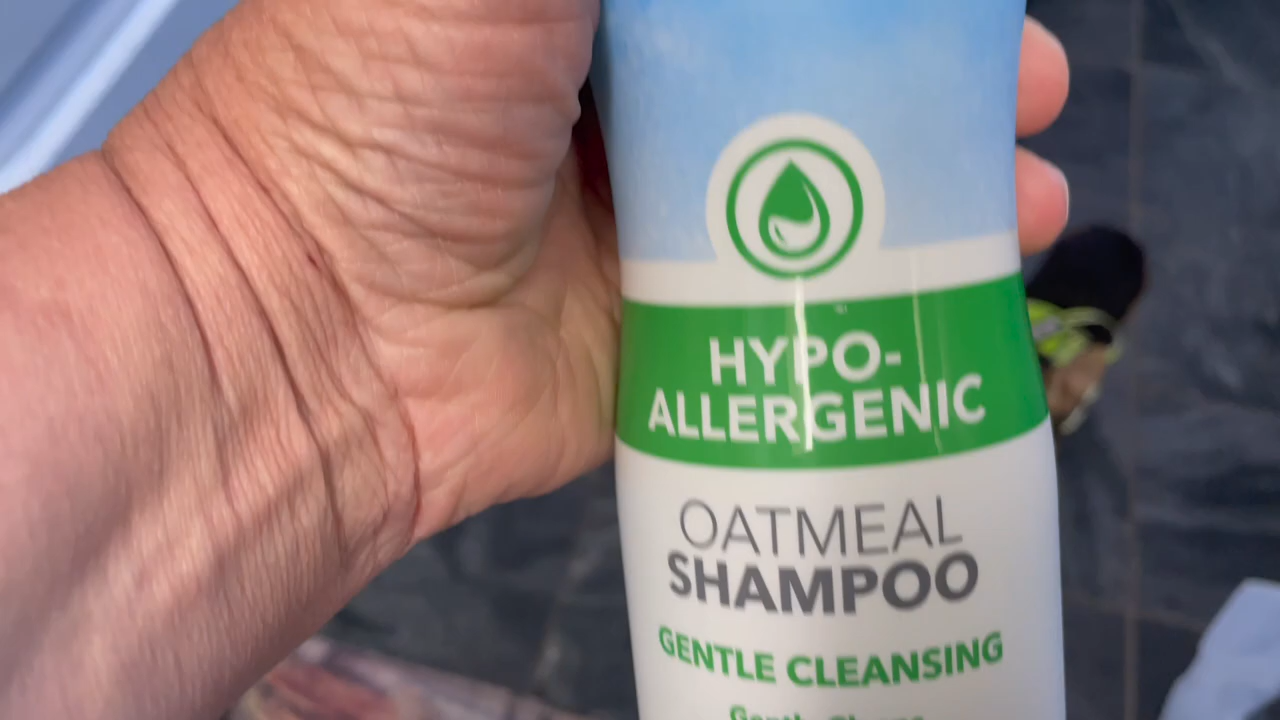 HYPO-
ALLERGENIC
OATMEAL
SHAMPOO
GENTLE CLEANSING